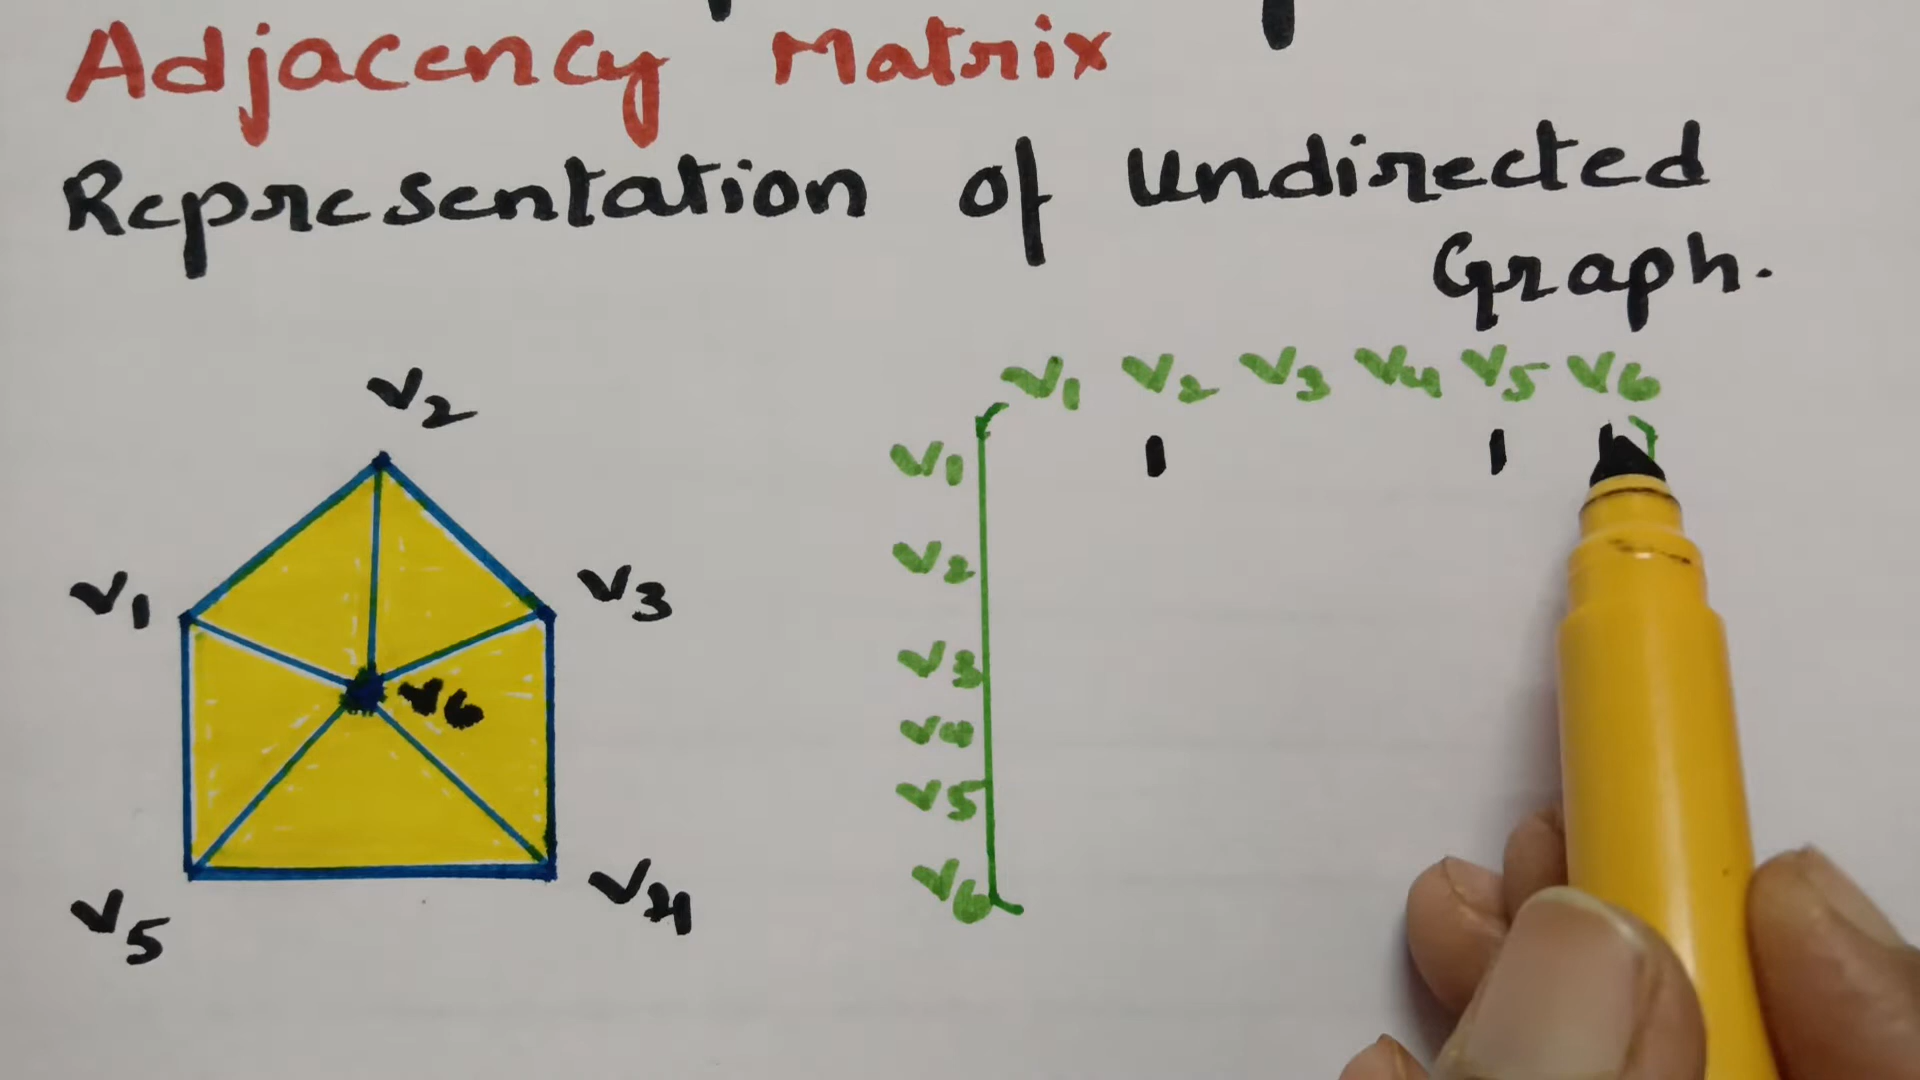 Adjacency Matrix
Representation of Undirected
Graph.
V2
V1 V3
V6
V5 V4
V1 V2 V3 V4 V5 V6
V1 1 1 1
V2
V3
V4
V5
V6